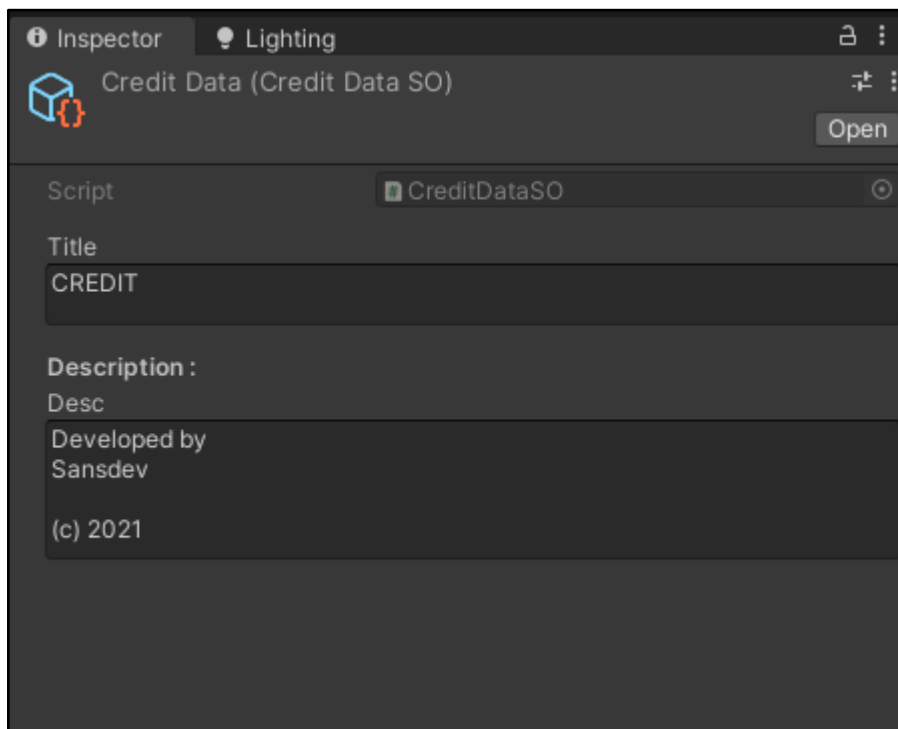 Inspector Lighting
Credit Data (Credit Data SO)
Open
Script CreditDataSO
Title
CREDIT
Description :
Desc
Developed by
Sansdev
(c) 2021